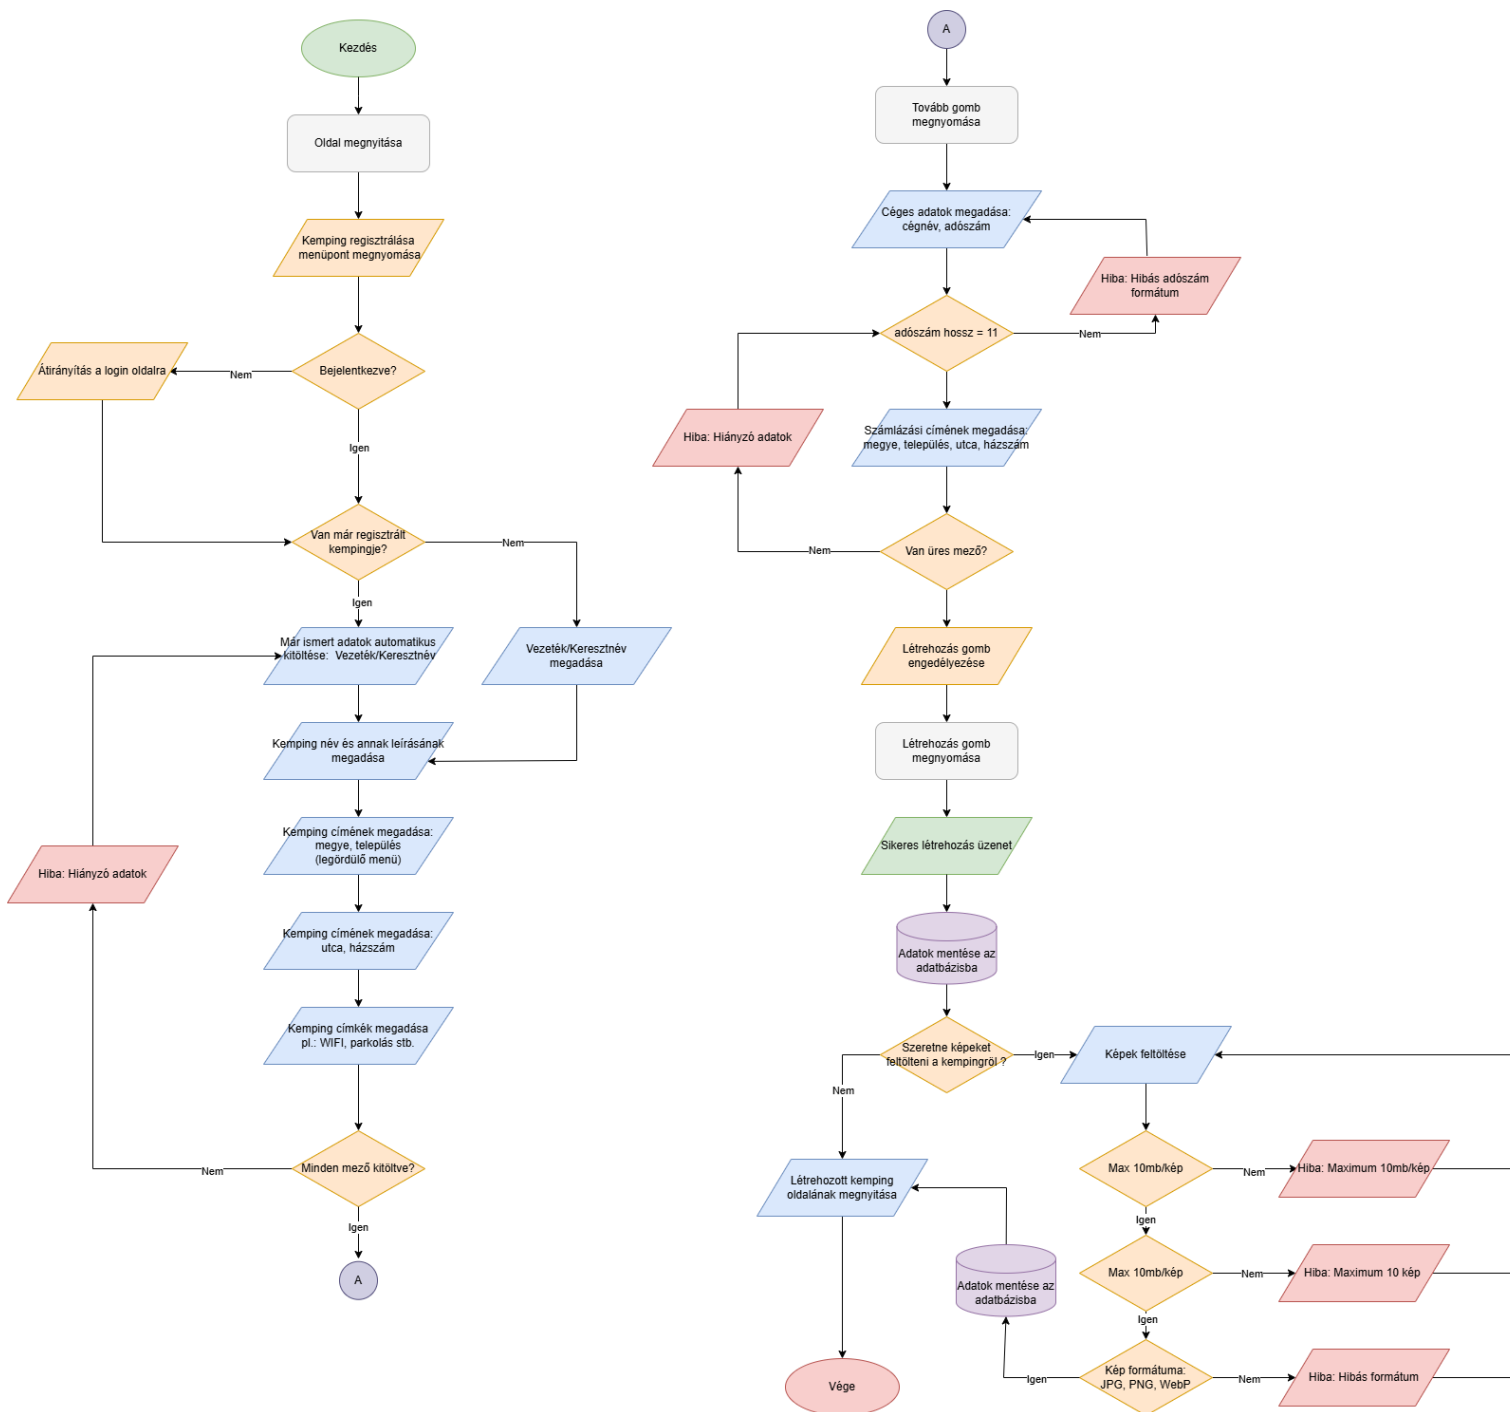 Kezdés
Oldal megnyitása
Kemping regisztrálása
menüpont megnyomása
Bejelentkezve?
Nem
Átirányítás a login oldalra
Igen
Van már regisztrált
kempingje?
Nem
Igen
Már ismert adatok automatikus
kitöltése: Vezeték/Keresztnév
Vezeték/Keresztnév
megadása
Kemping név és annak leírásának
megadása
Kemping címének megadása:
megye, település
(legördülő menü)
Hiba: Hiányzó adatok
Kemping címének megadása:
utca, házszám
Kemping címkék megadása
pl.: WIFI, parkolás stb.
Minden mező kitöltve?
Nem
Igen
A
A
Tovább gomb
megnyomása
Céges adatok megadása:
cégnév, adószám
Hiba: Hibás adószám
formátum
adószám hossz = 11
Nem
Számlázási címének megadása:
megye, település, utca, házszám
Hiba: Hiányzó adatok
Van üres mező?
Nem
Létrehozás gomb
engedélyezése
Létrehozás gomb
megnyomása
Sikeres létrehozás üzenet
Adatok mentése az
adatbázisba
Szeretne képeket
feltölteni a kempingröl ?
Igen
Képek feltöltése
Nem
Max 10mb/kép
Nem
Hiba: Maximum 10mb/kép
Létrehozott kemping
oldalának megnyitása
Igen
Max 10mb/kép
Nem
Hiba: Maximum 10 kép
Adatok mentése az
adatbázisba
Igen
Kép formátuma:
JPG, PNG, WebP
Igen
Nem
Hiba: Hibás formátum
Vége